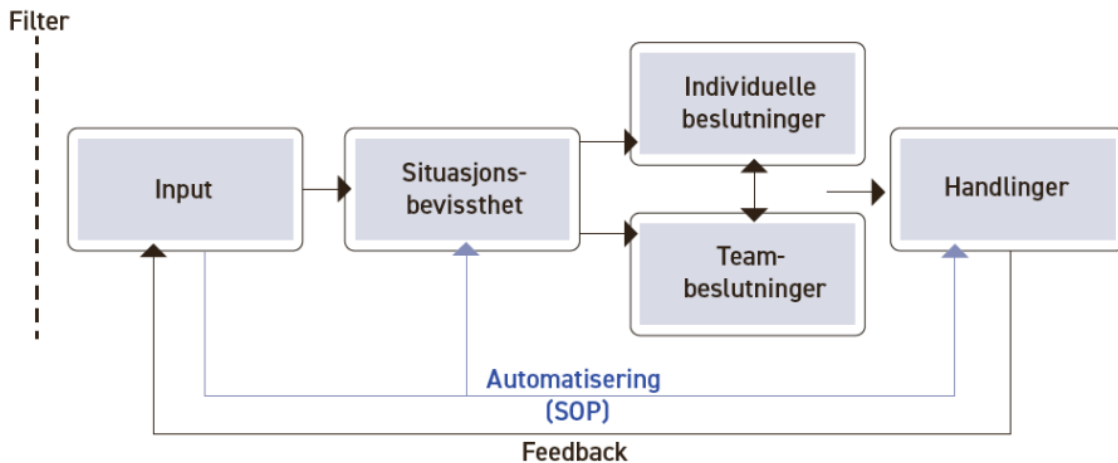 Filter
Input
Situasjons-
bevissthet
Individuelle
beslutninger
Team-
beslutninger
Handlinger
Automatisering
(SOP)
Feedback